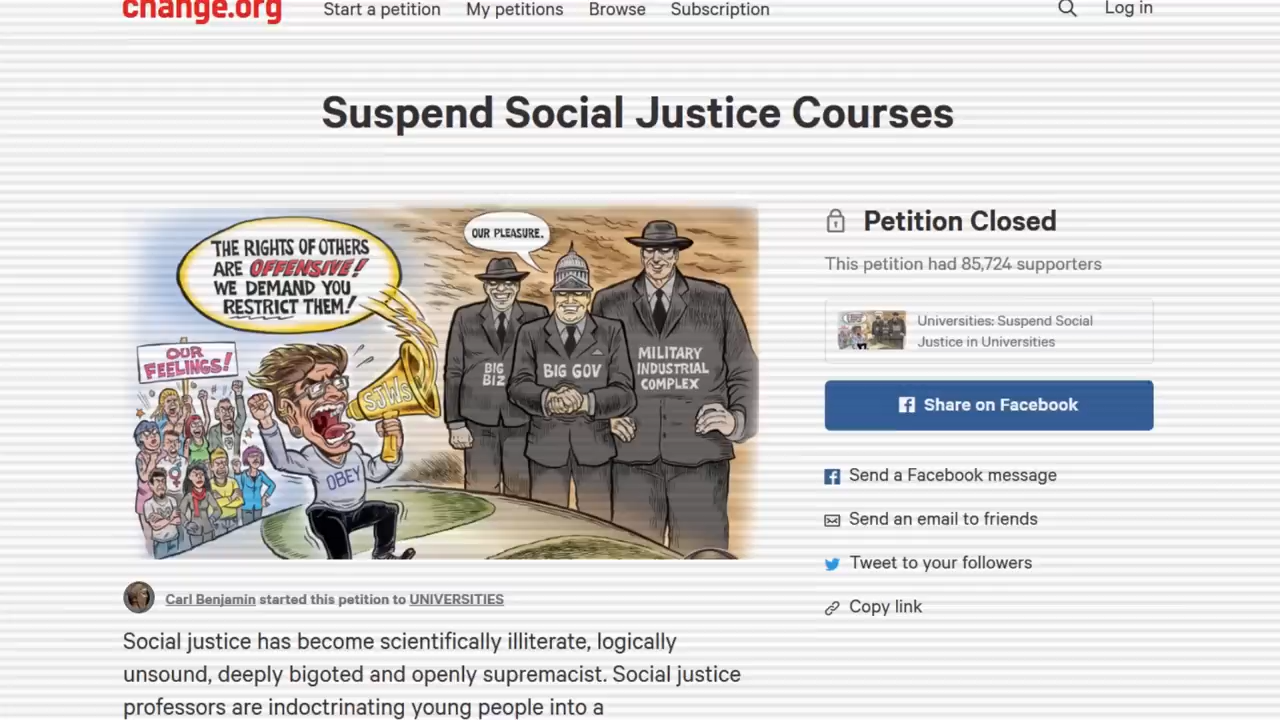 change.org
Start a petition
My petitions
Browse
Subscription
Log in
Suspend Social Justice Courses
THE RIGHTS OF OTHERS
ARE OFFENSIVE!
WE DEMAND YOU
RESTRICT THEM!
OUR PLEASURE.
OUR
FEELINGS!
SJWs
OBEY
BIG
BIZ
BIG GOV
MILITARY
INDUSTRIAL
COMPLEX
Petition Closed
This petition had 85,724 supporters
Universities: Suspend Social
Justice in Universities
Share on Facebook
Send a Facebook message
Send an email to friends
Tweet to your followers
Copy link
Carl Benjamin started this petition to UNIVERSITIES
Social justice has become scientifically illiterate, logically
unsound, deeply bigoted and openly supremacist. Social justice
professors are indoctrinating young people into a